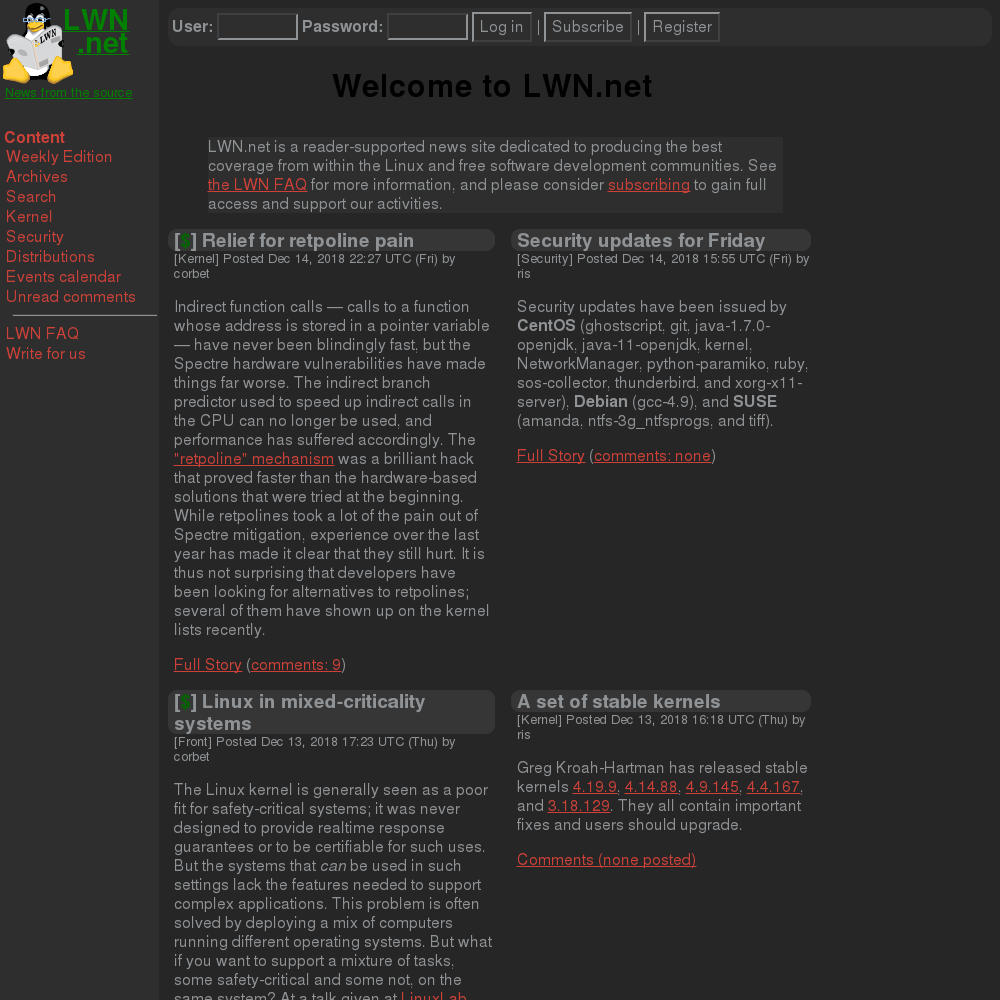 LWN
.net
News from the source
LWN
Content
Weekly Edition
Archives
Search
Kernel
Security
Distributions
Events calendar
Unread comments
LWN FAQ
Write for us
User: Password: Log in | Subscribe | Register
Welcome to LWN.net
LWN.net is a reader-supported news site dedicated to producing the best
coverage from within the Linux and free software development communities. See
the LWN FAQ for more information, and please consider subscribing to gain full
access and support our activities.
[$] Relief for retpoline pain
[Kernel] Posted Dec 14, 2018 22:27 UTC (Fri) by
corbet
Indirect function calls — calls to a function
whose address is stored in a pointer variable
— have never been blindingly fast, but the
Spectre hardware vulnerabilities have made
things far worse. The indirect branch
predictor used to speed up indirect calls in
the CPU can no longer be used, and
performance has suffered accordingly. The
"retpoline" mechanism was a brilliant hack
that proved faster than the hardware-based
solutions that were tried at the beginning.
While retpolines took a lot of the pain out of
Spectre mitigation, experience over the last
year has made it clear that they still hurt. It is
thus not surprising that developers have
been looking for alternatives to retpolines;
several of them have shown up on the kernel
lists recently.
Full Story (comments: 9)
Security updates for Friday
[Security] Posted Dec 14, 2018 15:55 UTC (Fri) by
ris
Security updates have been issued by
CentOS (ghostscript, git, java-1.7.0-
openjdk, java-11-openjdk, kernel,
NetworkManager, python-paramiko, ruby,
sos-collector, thunderbird, and xorg-x11-
server), Debian (gcc-4.9), and SUSE
(amanda, ntfs-3g_ntfsprogs, and tiff).
Full Story (comments: none)
[$] Linux in mixed-criticality
systems
[Front] Posted Dec 13, 2018 17:23 UTC (Thu) by
corbet
The Linux kernel is generally seen as a poor
fit for safety-critical systems; it was never
designed to provide realtime response
guarantees or to be certifiable for such uses.
But the systems that can be used in such
settings lack the features needed to support
complex applications. This problem is often
solved by deploying a mix of computers
running different operating systems. But what
if you want to support a mixture of tasks,
some safety-critical and some not, on the
same system? At a talk given at LinuxLab
A set of stable kernels
[Kernel] Posted Dec 13, 2018 16:18 UTC (Thu) by
ris
Greg Kroah-Hartman has released stable
kernels 4.19.9, 4.14.88, 4.9.145, 4.4.167,
and 3.18.129. They all contain important
fixes and users should upgrade.
Comments (none posted)